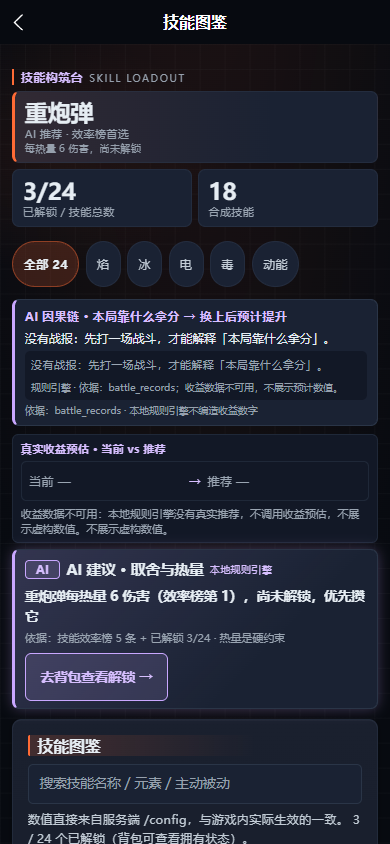 技能图鉴
技能构筑台 SKILL LOADOUT
重炮弹
AI 推荐 · 效率榜首选
每热量 6 伤害，尚未解锁
3/24
已解锁 / 技能总数
18
合成技能
全部 24
焰
冰
电
毒
动能
AI 因果链 · 本局靠什么拿分 → 换上后预计提升
没有战报：先打一场战斗，才能解释「本局靠什么拿分」。
没有战报：先打一场战斗，才能解释「本局靠什么拿分」。
规则引擎 · 依据：battle_records；收益数据不可用，不展示预计数值。
依据：battle_records · 本地规则引擎不编造收益数字
真实收益预估 · 当前 vs 推荐
当前 — → 推荐 —
收益数据不可用：本地规则引擎没有真实推荐，不调用收益预估，不展
示虚构数值。不展示虚构数值。
AI AI 建议 · 取舍与热量 本地规则引擎
重炮弹每热量 6 伤害（效率榜第 1），尚未解锁，优先攒
它
依据：技能效率榜 5 条 + 已解锁 3/24 · 热量是硬约束
去背包查看解锁 →
技能图鉴
搜索技能名称 / 元素 / 主动被动
数值直接来自服务端 /config，与游戏内实际生效的一致。 3
/ 24 个已解锁（背包可查看拥有状态）。